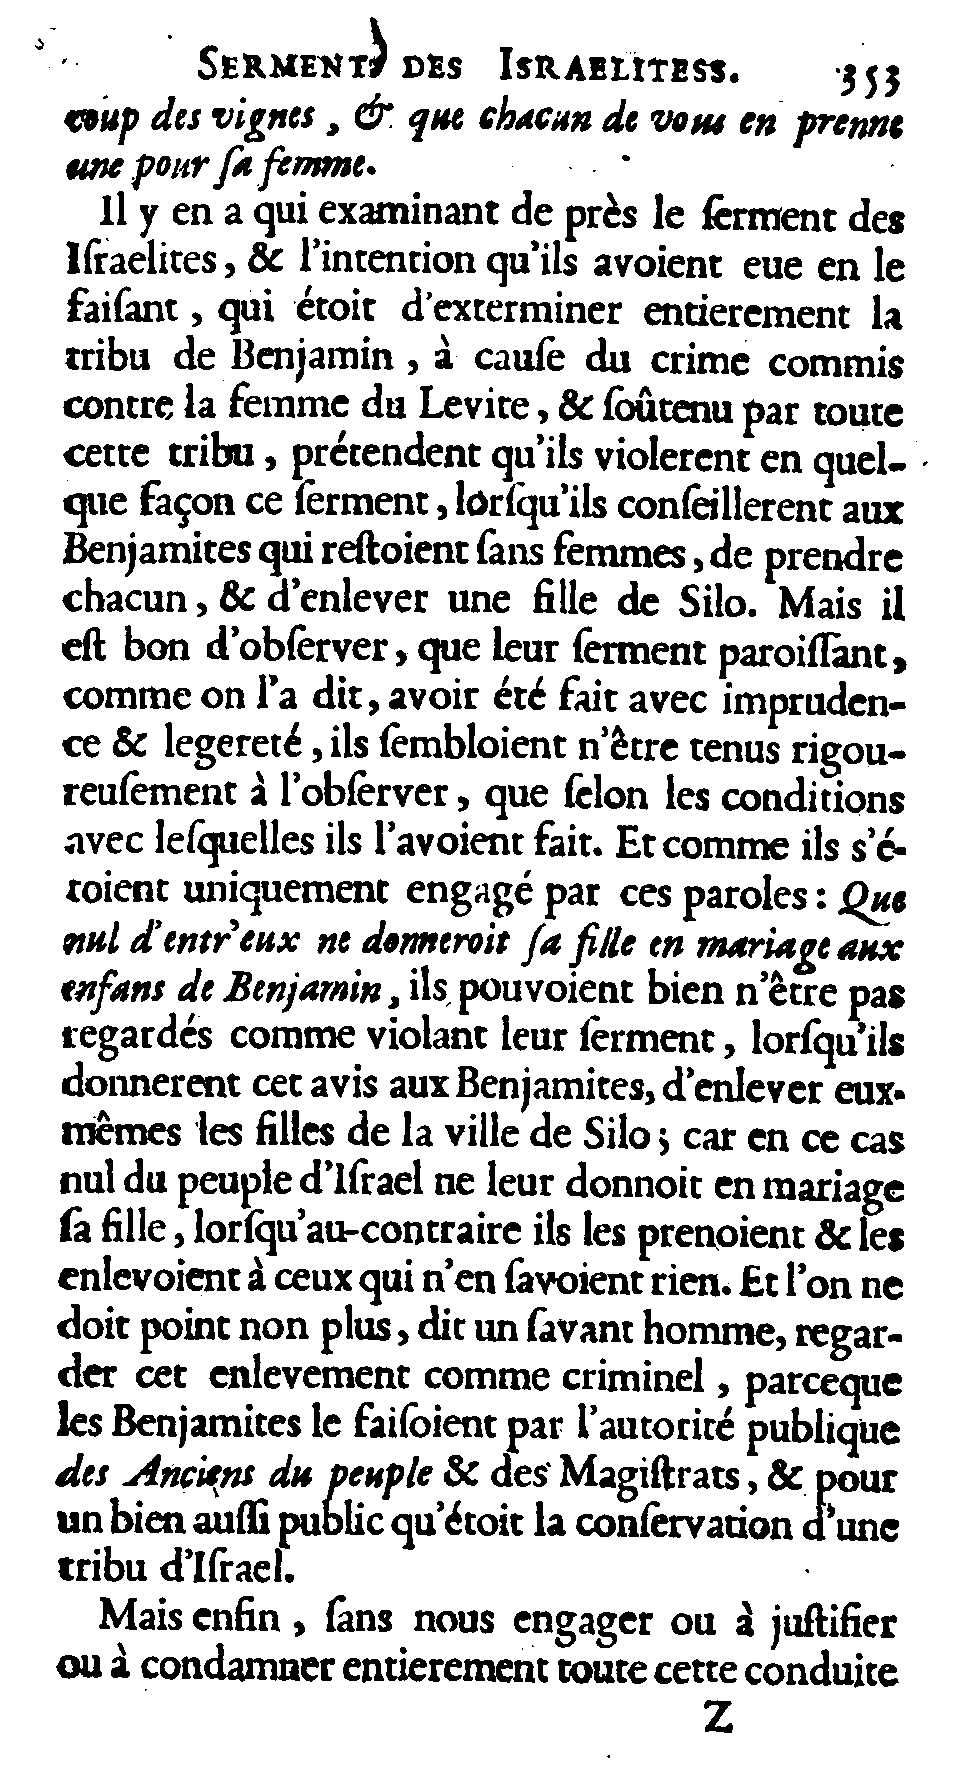 SERMENTS DES ISRAELITESS. 353
coup des vignes, & que chacun de vous en prenne
une pour ſa femme.
Il y en a qui examinant de près le ſerment des
Iſraelites, & l'intention qu'ils avoient eue en le
faiſant, qui étoit d'exterminer entierement la
tribu de Benjamin, à cauſe du crime commis
contre la femme du Levite, & ſoûtenu par toute
cette tribu, prétendent qu'ils violerent en quel-
que façon ce ſerment, lorſqu'ils conſeillerent aux
Benjamites qui reſtoient ſans femmes, de prendre
chacun, & d'enlever une fille de Silo. Mais il
eſt bon d'obſerver, que leur ſerment paroiſſant,
comme on l'a dit, avoir été fait avec impruden-
ce & legereté, ils ſembloient n'être tenus rigou-
reuſement à l'obſerver, que ſelon les conditions
avec leſquelles ils l'avoient fait. Et comme ils s'é-
toient uniquement engagé par ces paroles: Que
nul d'entr'eux ne donneroit ſa fille en mariage aux
enfans de Benjamin, ils pouvoient bien n'être pas
regardés comme violant leur ſerment, lorſqu'ils
donnerent cet avis aux Benjamites, d'enlever eux-
mêmes les filles de la ville de Silo; car en ce cas
nul du peuple d'Iſrael ne leur donnoit en mariage
ſa fille, lorſqu'au-contraire ils les prenoient & les
enlevoient à ceux qui n'en ſavoient rien. Et l'on ne
doit point non plus, dit un ſavant homme, regar-
der cet enlevement comme criminel, parceque
les Benjamites le faiſoient par l'autorité publique
des Anciens du peuple & des Magiſtrats, & pour
un bien auſſi public qu'étoit la conſervation d'une
tribu d'Iſrael.
Mais enfin, ſans nous engager ou à juſtifier
ou à condamner entierement toute cette conduite
Z